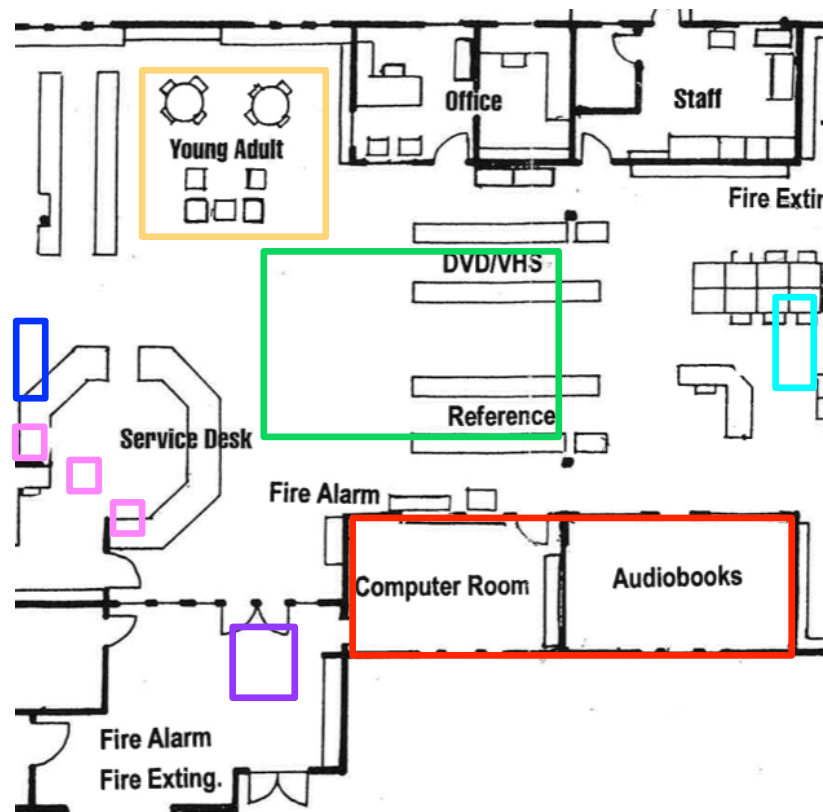 Office
Staff
Young Adult
Fire Extin
DVD/VHS
Reference
Service Desk
Fire Alarm
Computer Room
Audiobooks
Fire Alarm
Fire Exting.